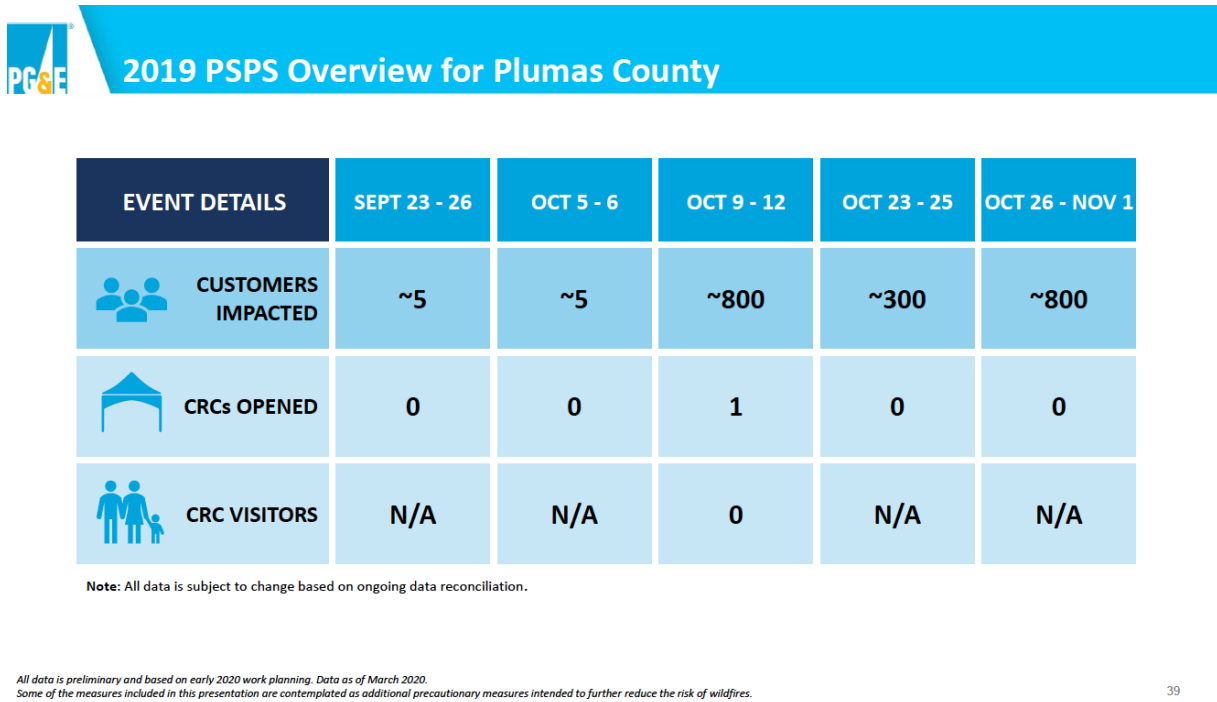 PG&E
®
2019 PSPS Overview for Plumas County
EVENT DETAILS SEPT 23 - 26 OCT 5 - 6 OCT 9 - 12 OCT 23 - 25 OCT 26 - NOV 1
CUSTOMERS
IMPACTED ~5 ~5 ~800 ~300 ~800
CRCs OPENED 0 0 1 0 0
CRC VISITORS N/A N/A 0 N/A N/A
Note: All data is subject to change based on ongoing data reconciliation.
All data is preliminary and based on early 2020 work planning. Data as of March 2020.
Some of the measures included in this presentation are contemplated as additional precautionary measures intended to further reduce the risk of wildfires.
39